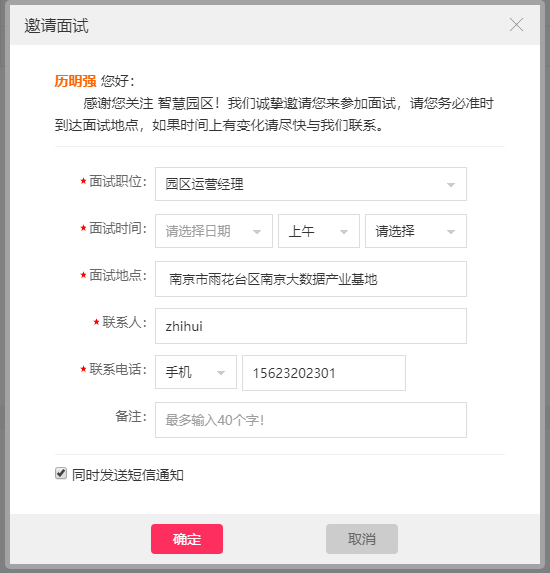 邀请面试
历明强 您好：
感谢您关注 智慧园区！我们诚挚邀请您来参加面试，请您务必准时
到达面试地点，如果时间上有变化请尽快与我们联系。
★ 面试职位： 园区运营经理
★ 面试时间： 请选择日期 上午 请选择
★ 面试地点： 南京市雨花台区南京大数据产业基地
★ 联系人： zhihui
★ 联系电话： 手机 15623202301
备注： 最多输入40个字！
同时发送短信通知
确定 取消